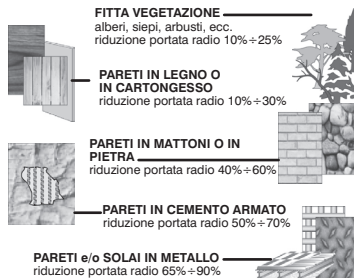 FITTA VEGETAZIONE
alberi, siepi, arbusti, ecc.
riduzione portata radio 10%÷25%
PARETI IN LEGNO O
IN CARTONGESSO
riduzione portata radio 10%÷30%
PARETI IN MATTONI O IN
PIETRA
riduzione portata radio 40%÷60%
PARETI IN CEMENTO ARMATO
riduzione portata radio 50%÷70%
PARETI e/o SOLAI IN METALLO
riduzione portata radio 65%÷90%